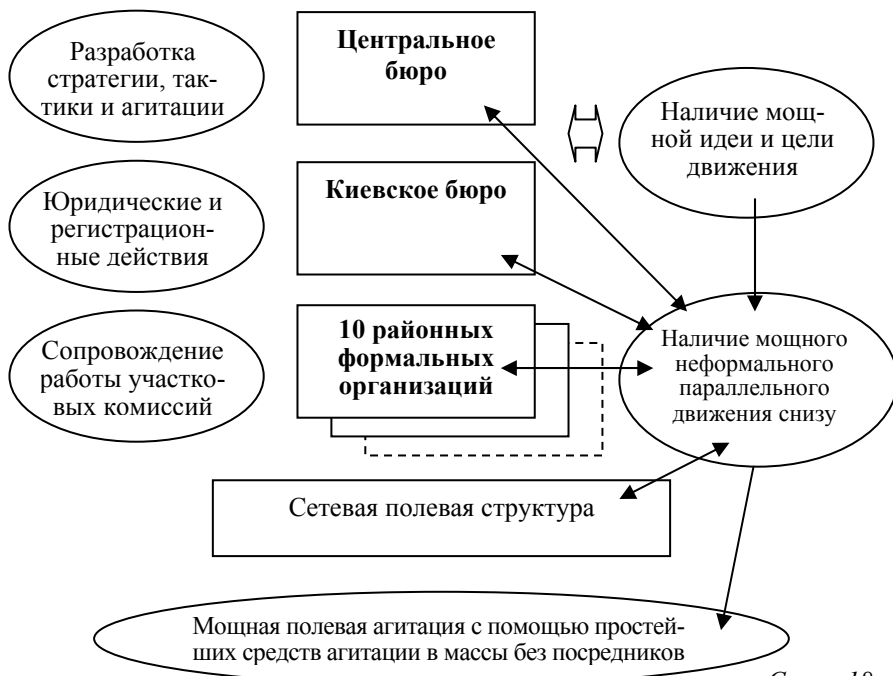 Разработка
стратегии, так-
тики и агитации
Центральное
бюро
Наличие мощ-
ной идеи и цели
движения
Юридические и
регистрацион-
ные действия
Киевское бюро
Сопровождение
работы участко-
вых комиссий
10 районных
формальных
организаций
Наличие мощного
неформального
параллельного
движения снизу
Сетевая полевая структура
Мощная полевая агитация с помощью простей-
ших средств агитации в массы без посредников